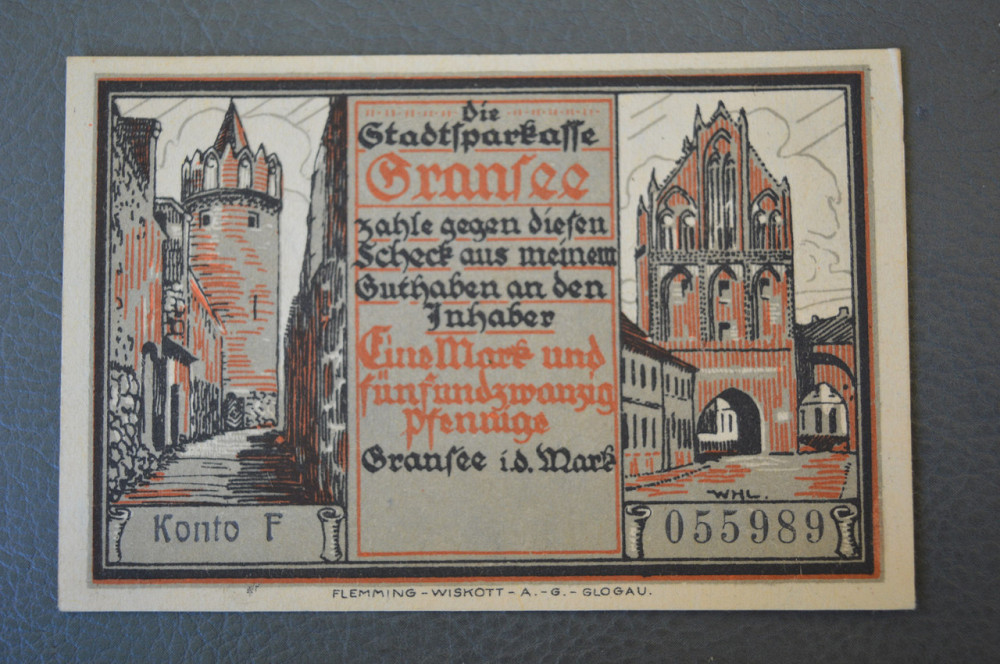 Die
Stadtsparkasse
Gransee
zahle gegen diesen
Scheck aus meinem
Guthaben an den
Inhaber
Eine Mark und
fünfundzwanzig
Pfennige
Gransee i.d. Mark
WHL.
Konto F
055989
FLEMMING-WISKOTT-A.-G.-GLOGAU.